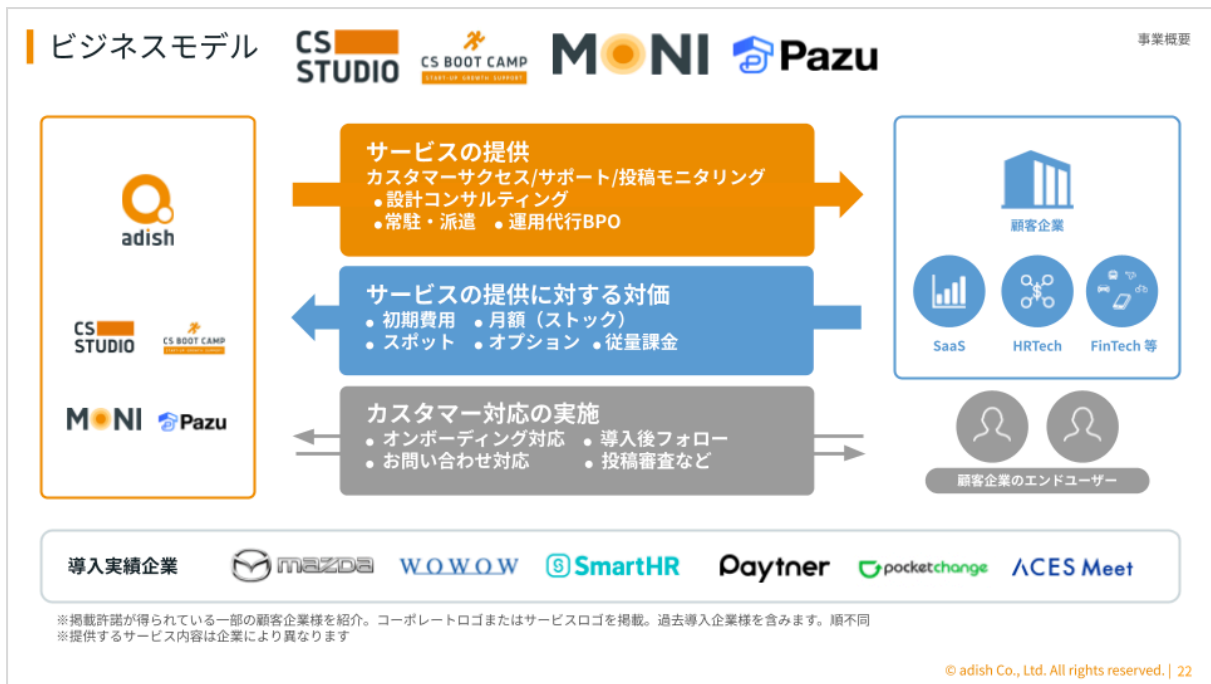 ビジネスモデル
CS STUDIO
CS BOOT CAMP
START-UP GROWTH SUPPORT
MONI
Pazu
事業概要
adish
CS STUDIO
CS BOOT CAMP
START-UP GROWTH SUPPORT
MONI
Pazu
サービスの提供
カスタマーサクセス/サポート/投稿モニタリング
●設計コンサルティング
●常駐・派遣 ●運用代行BPO
サービスの提供に対する対価
● 初期費用 ● 月額（ストック）
● スポット ● オプション ● 従量課金
カスタマー対応の実施
● オンボーディング対応 ● 導入後フォロー
● お問い合わせ対応 ● 投稿審査など
顧客企業
SaaS HRTech FinTech 等
顧客企業のエンドユーザー
導入実績企業
mazda
WOWOW
SmartHR
Paytner
pocketchange
ACES Meet
※掲載許諾が得られている一部の顧客企業様を紹介。コーポレートロゴまたはサービスロゴを掲載。過去導入企業様を含みます。順不同
※提供するサービス内容は企業により異なります
© adish Co., Ltd. All rights reserved. | 22